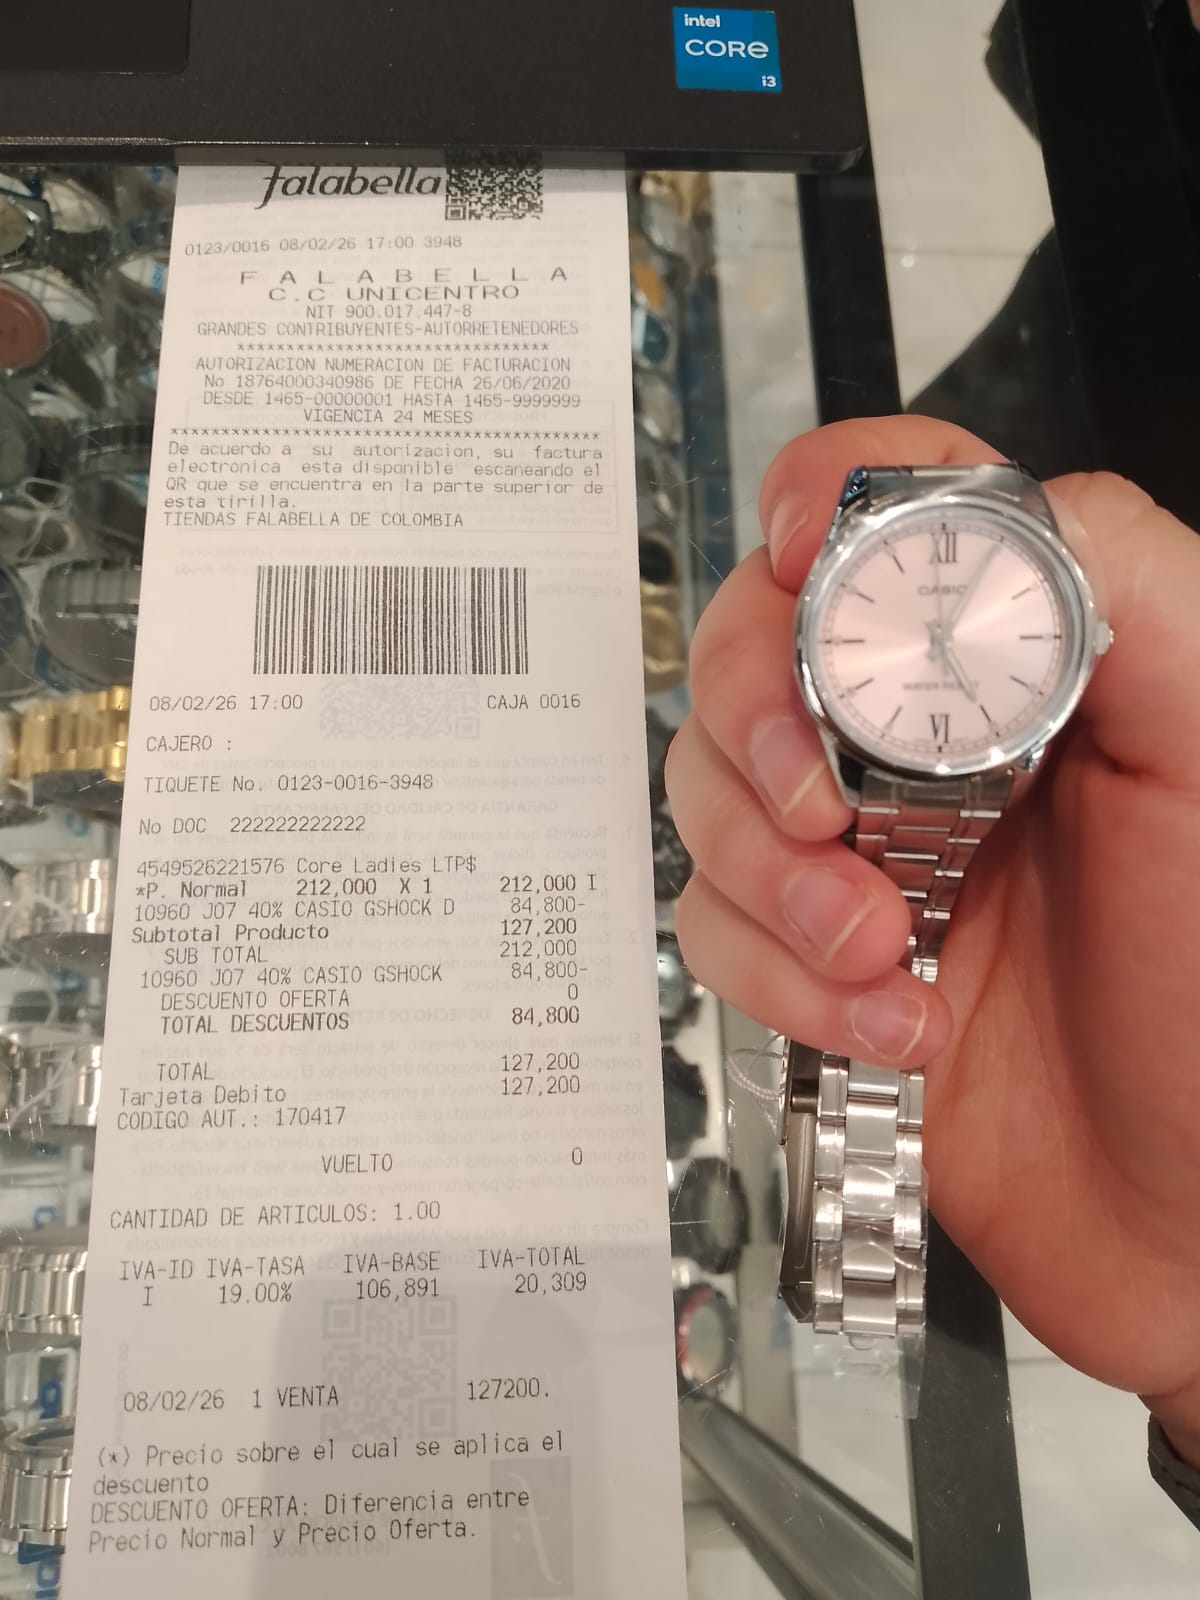 intel
CORE
i3
falabella
0123/0016 08/02/26 17:00 3948
F A L A B E L L A
C.C UNICENTRO
NIT 900.017.447-8
GRANDES CONTRIBUYENTES-AUTORRETENEDORES
******************************
AUTORIZACION NUMERACION DE FACTURACION
No 18764000340986 DE FECHA 26/06/2020
DESDE 1465-00000001 HASTA 1465-9999999
VIGENCIA 24 MESES
****************************************
De acuerdo a su autorizacion, su factura
electronica esta disponible escaneando el
QR que se encuentra en la parte superior de
esta tirilla.
TIENDAS FALABELLA DE COLOMBIA
08/02/26 17:00 CAJA 0016
CAJERO :
TIQUETE No. 0123-0016-3948
No DOC 222222222222
4549526221576 Core Ladies LTP$
*P. Normal 212,000 X 1 212,000 I
10960 J07 40% CASIO GSHOCK D 84,800-
Subtotal Producto 127,200
SUB TOTAL 212,000
10960 J07 40% CASIO GSHOCK 84,800-
DESCUENTO OFERTA 0
TOTAL DESCUENTOS 84,800
TOTAL 127,200
Tarjeta Debito 127,200
CODIGO AUT.: 170417
VUELTO 0
CANTIDAD DE ARTICULOS: 1.00
IVA-ID IVA-TASA IVA-BASE IVA-TOTAL
I 19.00% 106,891 20,309
08/02/26 1 VENTA 127200.
(*) Precio sobre el cual se aplica el
descuento
DESCUENTO OFERTA: Diferencia entre
Precio Normal y Precio Oferta.
XII
CASIO
WATER RESIST
VI